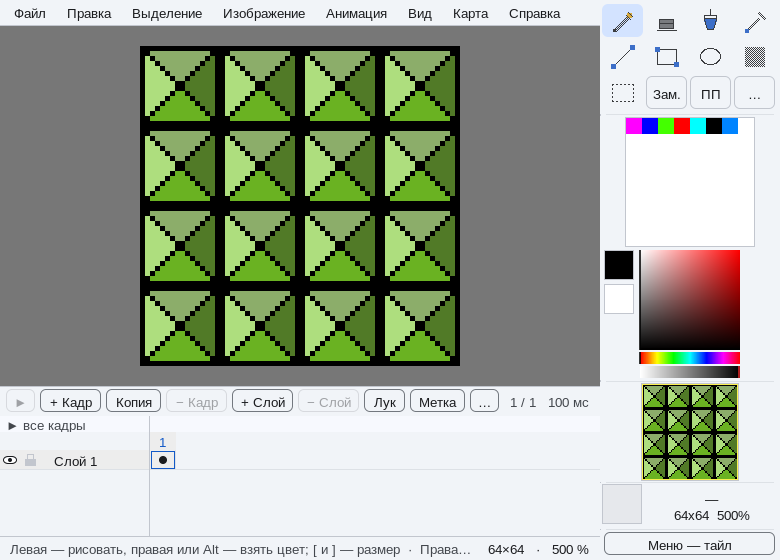 Файл Правка Выделение Изображение Анимация Вид Карта Справка
Зам. ПП ...
► + Кадр Копия − Кадр + Слой − Слой Лук Метка ... 1 / 1 100 мс
► все кадры
1
Слой 1
—
64x64 500%
Левая — рисовать, правая или Alt — взять цвет; [ и ] — размер · Права… 64×64 · 500 %
Меню — тайл